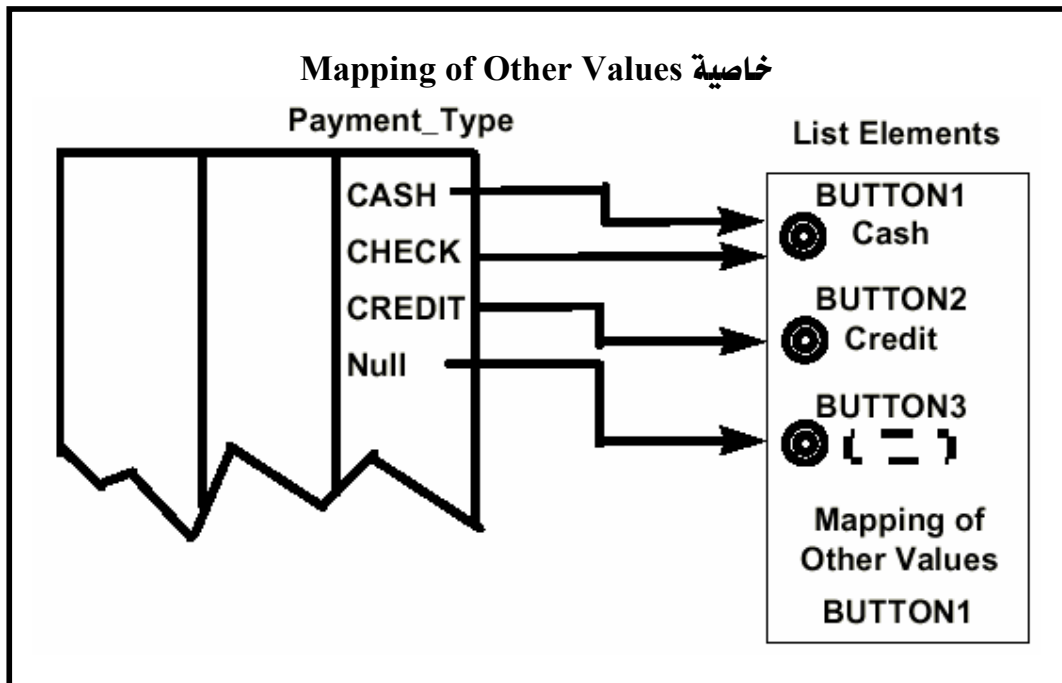 خاصية Mapping of Other Values
Payment_Type
CASH
CHECK
CREDIT
Null
List Elements
BUTTON1
Cash
BUTTON2
Credit
BUTTON3
Mapping of
Other Values
BUTTON1